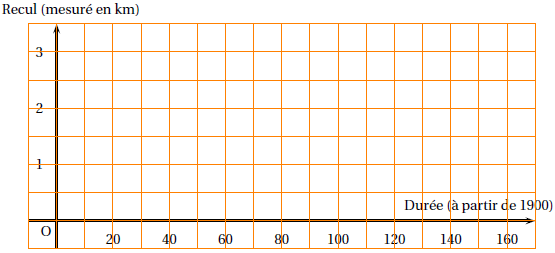 Recul (mesuré en km)
3
2
1
Durée (à partir de 1900)
O
20 40 60 80 100 120 140 160